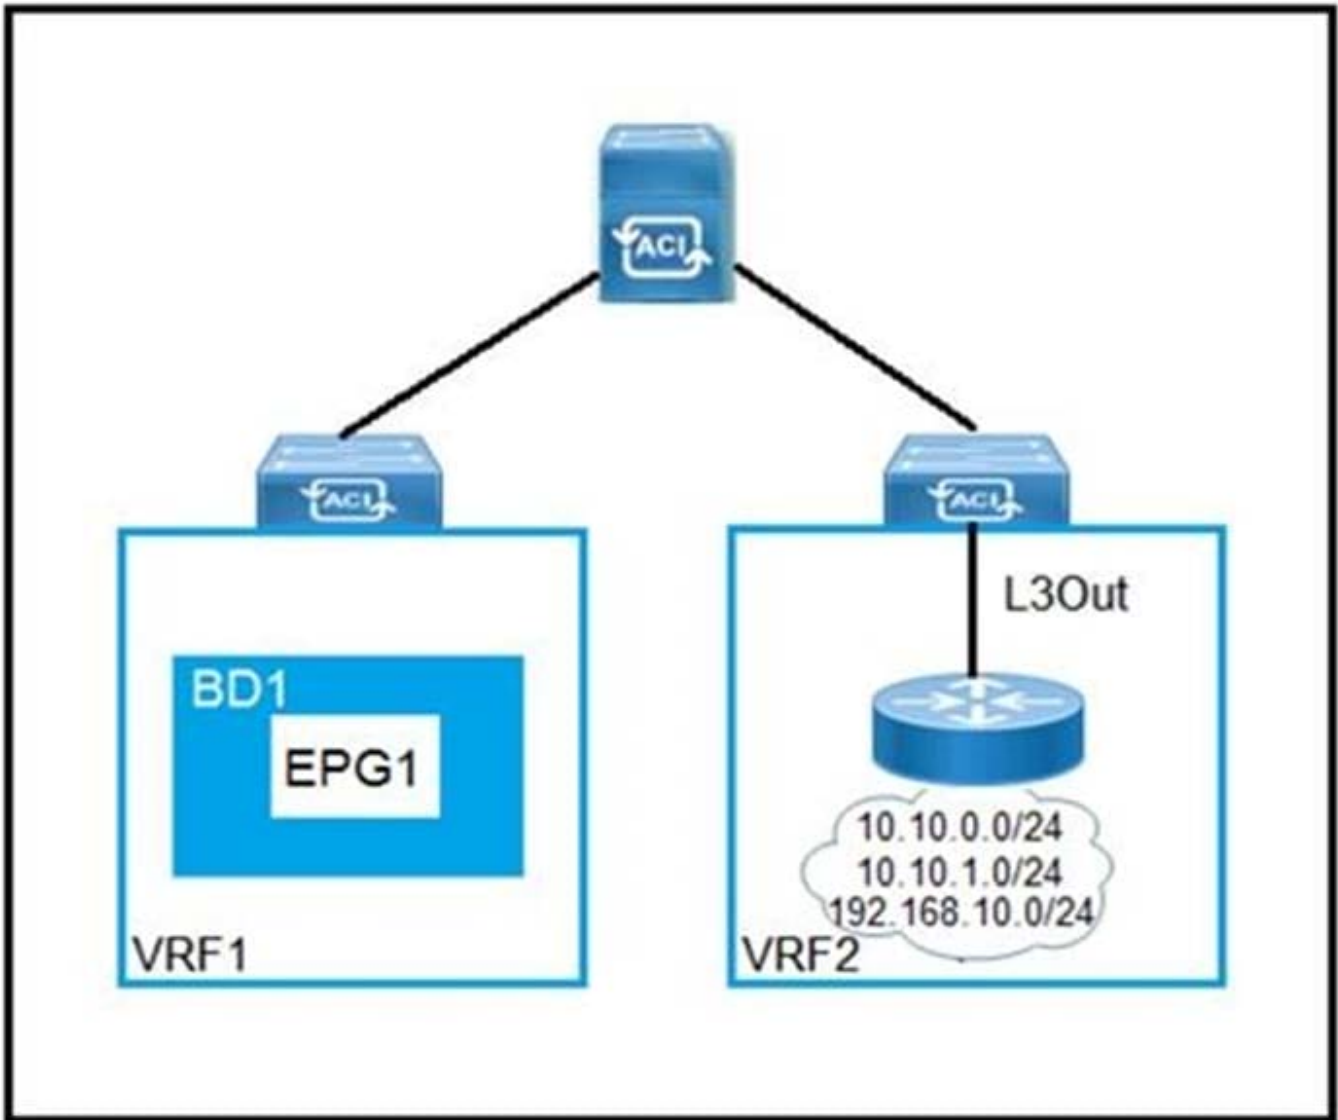 ACI
ACI
ACI
L3Out
BD1
EPG1
10.10.0.0/24
10.10.1.0/24
192.168.10.0/24
VRF1
VRF2